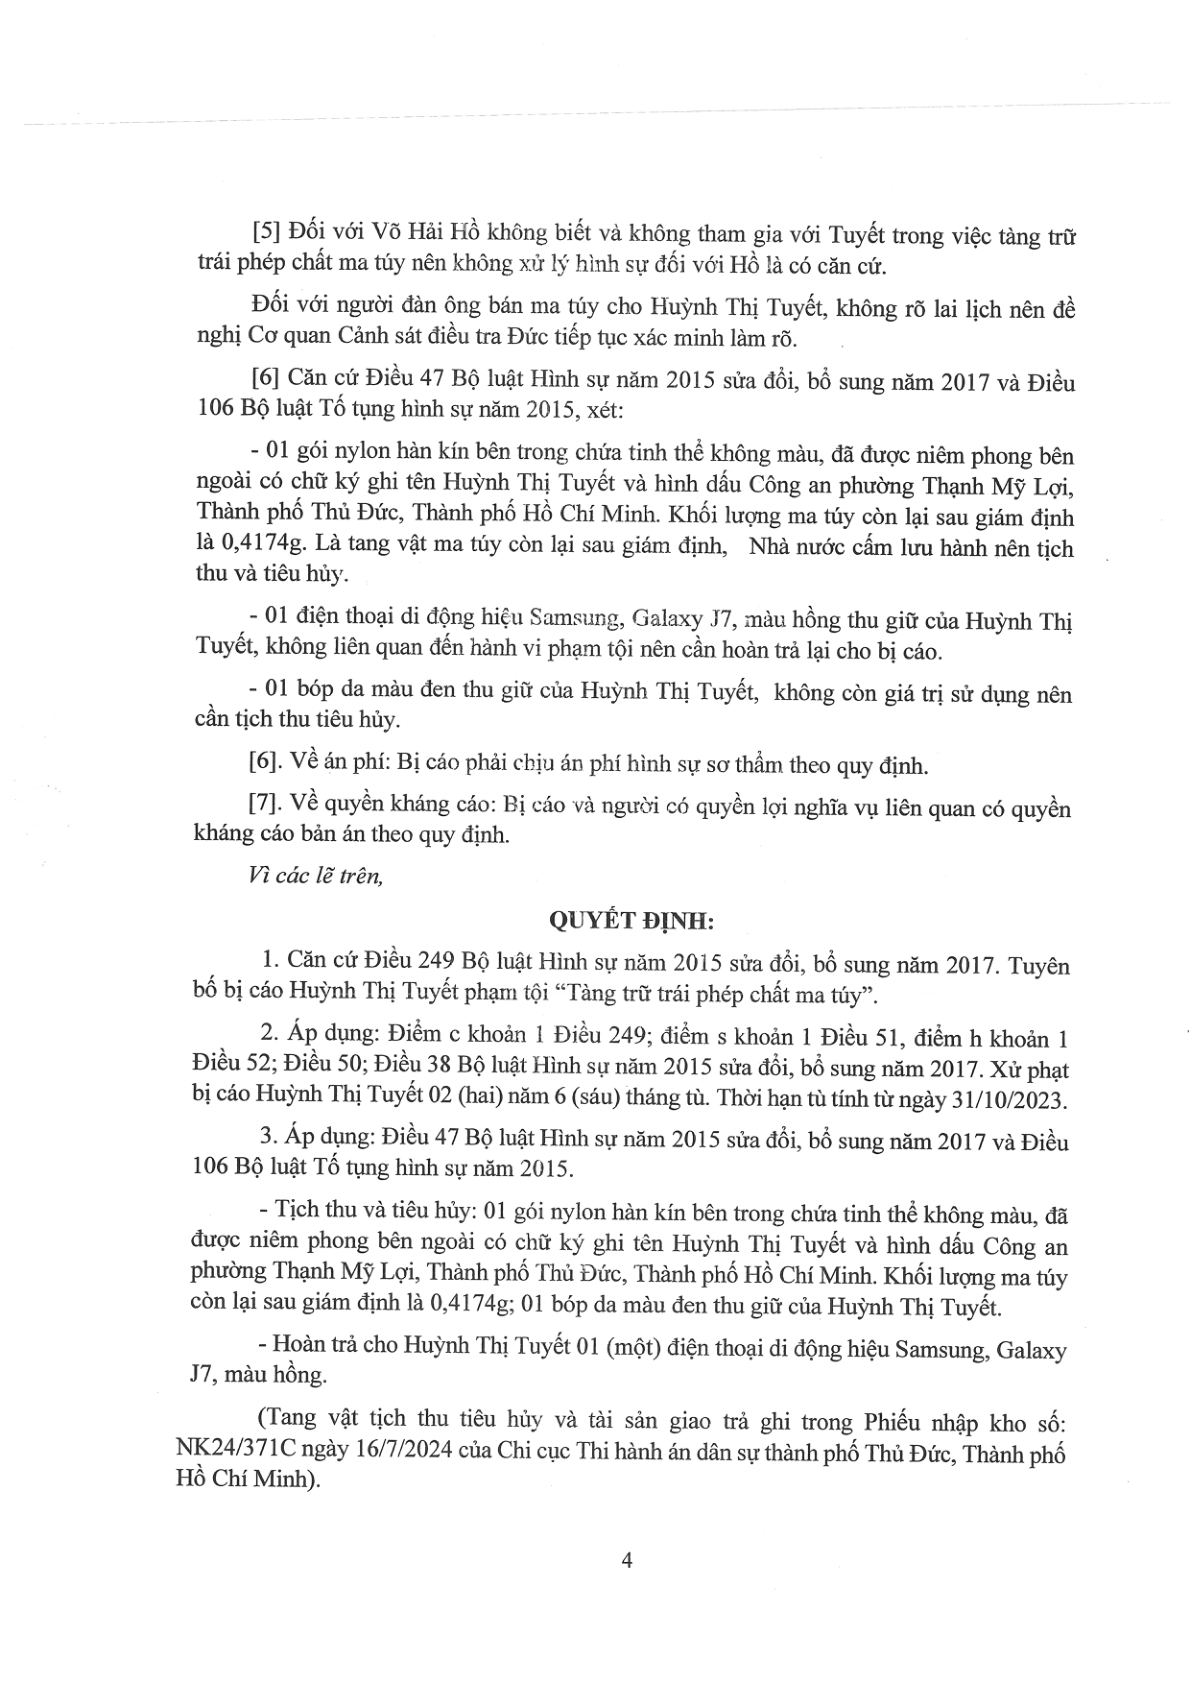 [5] Đối với Võ Hải Hồ không biết và không tham gia với Tuyết trong việc tàng trữ
trái phép chất ma túy nên không xử lý hình sự đối với Hồ là có căn cứ.
Đối với người đàn ông bán ma túy cho Huỳnh Thị Tuyết, không rõ lai lịch nên đề
nghị Cơ quan Cảnh sát điều tra Đức tiếp tục xác minh làm rõ.
[6] Căn cứ Điều 47 Bộ luật Hình sự năm 2015 sửa đổi, bổ sung năm 2017 và Điều
106 Bộ luật Tố tụng hình sự năm 2015, xét:
- 01 gói nylon hàn kín bên trong chứa tinh thể không màu, đã được niêm phong bên
ngoài có chữ ký ghi tên Huỳnh Thị Tuyết và hình dấu Công an phường Thạnh Mỹ Lợi,
Thành phố Thủ Đức, Thành phố Hồ Chí Minh. Khối lượng ma túy còn lại sau giám định
là 0,4174g. Là tang vật ma túy còn lại sau giám định, Nhà nước cấm lưu hành nên tịch
thu và tiêu hủy.
- 01 điện thoại di động hiệu Samsung, Galaxy J7, màu hồng thu giữ của Huỳnh Thị
Tuyết, không liên quan đến hành vi phạm tội nên cần hoàn trả lại cho bị cáo.
- 01 bóp da màu đen thu giữ của Huỳnh Thị Tuyết, không còn giá trị sử dụng nên
cần tịch thu tiêu hủy.
[6]. Về án phí: Bị cáo phải chịu án phí hình sự sơ thẩm theo quy định.
[7]. Về quyền kháng cáo: Bị cáo và người có quyền lợi nghĩa vụ liên quan có quyền
kháng cáo bản án theo quy định.
Vì các lẽ trên,
QUYẾT ĐỊNH:
1. Căn cứ Điều 249 Bộ luật Hình sự năm 2015 sửa đổi, bổ sung năm 2017. Tuyên
bố bị cáo Huỳnh Thị Tuyết phạm tội “Tàng trữ trái phép chất ma túy”.
2. Áp dụng: Điểm c khoản 1 Điều 249; điểm s khoản 1 Điều 51, điểm h khoản 1
Điều 52; Điều 50; Điều 38 Bộ luật Hình sự năm 2015 sửa đổi, bổ sung năm 2017. Xử phạt
bị cáo Huỳnh Thị Tuyết 02 (hai) năm 6 (sáu) tháng tù. Thời hạn tù tính từ ngày 31/10/2023.
3. Áp dụng: Điều 47 Bộ luật Hình sự năm 2015 sửa đổi, bổ sung năm 2017 và Điều
106 Bộ luật Tố tụng hình sự năm 2015.
- Tịch thu và tiêu hủy: 01 gói nylon hàn kín bên trong chứa tinh thể không màu, đã
được niêm phong bên ngoài có chữ ký ghi tên Huỳnh Thị Tuyết và hình dấu Công an
phường Thạnh Mỹ Lợi, Thành phố Thủ Đức, Thành phố Hồ Chí Minh. Khối lượng ma túy
còn lại sau giám định là 0,4174g; 01 bóp da màu đen thu giữ của Huỳnh Thị Tuyết.
- Hoàn trả cho Huỳnh Thị Tuyết 01 (một) điện thoại di động hiệu Samsung, Galaxy
J7, màu hồng.
(Tang vật tịch thu tiêu hủy và tài sản giao trả ghi trong Phiếu nhập kho số:
NK24/371C ngày 16/7/2024 của Chi cục Thi hành án dân sự thành phố Thủ Đức, Thành phố
Hồ Chí Minh).
4